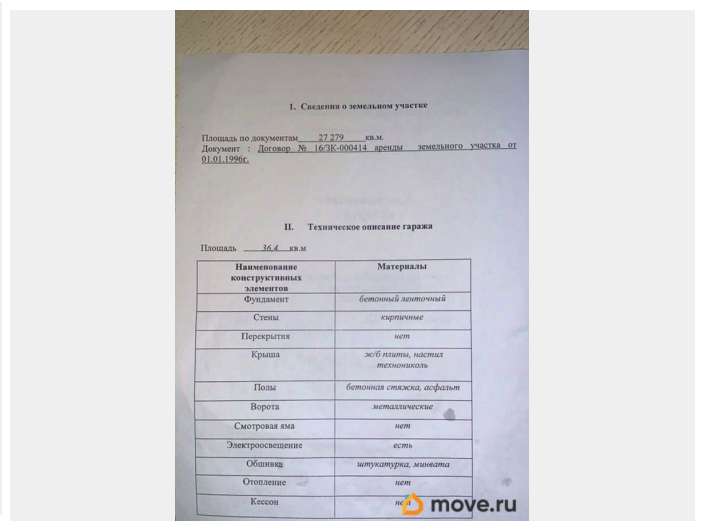 1. Сведения о земельном участке
Площадь по документам 27 279 кв.м.
Документ : Договор № 16/ЗК-000414 аренды земельного участка от
01.01.1996г.
II. Техническое описание гаража
Площадь 36,4 кв.м
Наименование конструктивных элементов Материалы
Фундамент бетонный ленточный
Стены кирпичные
Перекрытия нет
Крыша ж/б плиты, настил
технониколь
Полы бетонная стяжка, асфальт
Ворота металлические
Смотровая яма нет
Электроосвещение есть
Обшивка штукатурка, минвата
Отопление нет
Кессон нет
move.ru